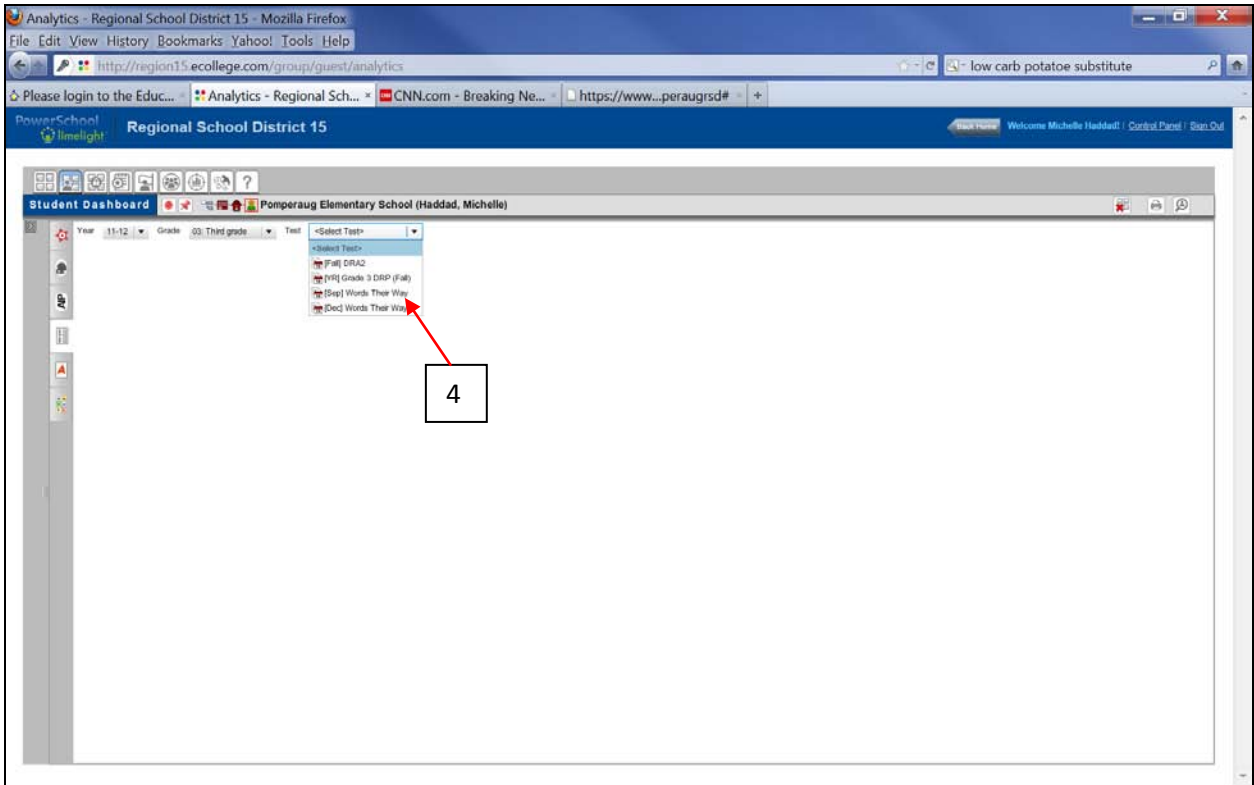 Analytics - Regional School District 15 - Mozilla Firefox
File Edit View History Bookmarks Yahoo! Tools Help
http://region15.ecollege.com/group/guest/analytics
low carb potatoe substitute
Please login to the Educ...
Analytics - Regional Sch...
CNN.com - Breaking Ne...
https://www...peraugrsd#
PowerSchool
limelight
Regional School District 15
Back Home
Welcome Michelle Haddad! | Control Panel | Sign Out
?
Student Dashboard
Pomperaug Elementary School (Haddad, Michelle)
Year 11-12 Grade 03: Third grade Test <Select Test>
<Select Test>
[Fall] DRA2
[YR] Grade 3 DRP (Fall)
[Sep] Words Their Way
[Dec] Words Their Way
AIP
A
4